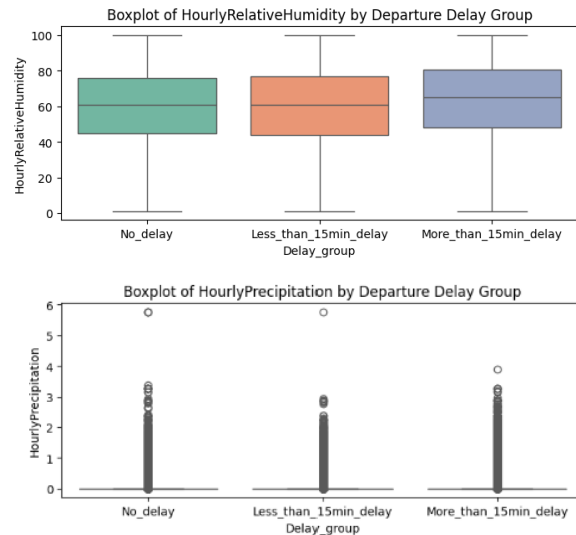 Boxplot of HourlyRelativeHumidity by Departure Delay Group
100
80
60
40
20
0
HourlyRelativeHumidity
No_delay Less_than_15min_delay More_than_15min_delay
Delay_group
Boxplot of HourlyPrecipitation by Departure Delay Group
6
5
4
3
2
1
0
HourlyPrecipitation
No_delay Less_than_15min_delay More_than_15min_delay
Delay_group